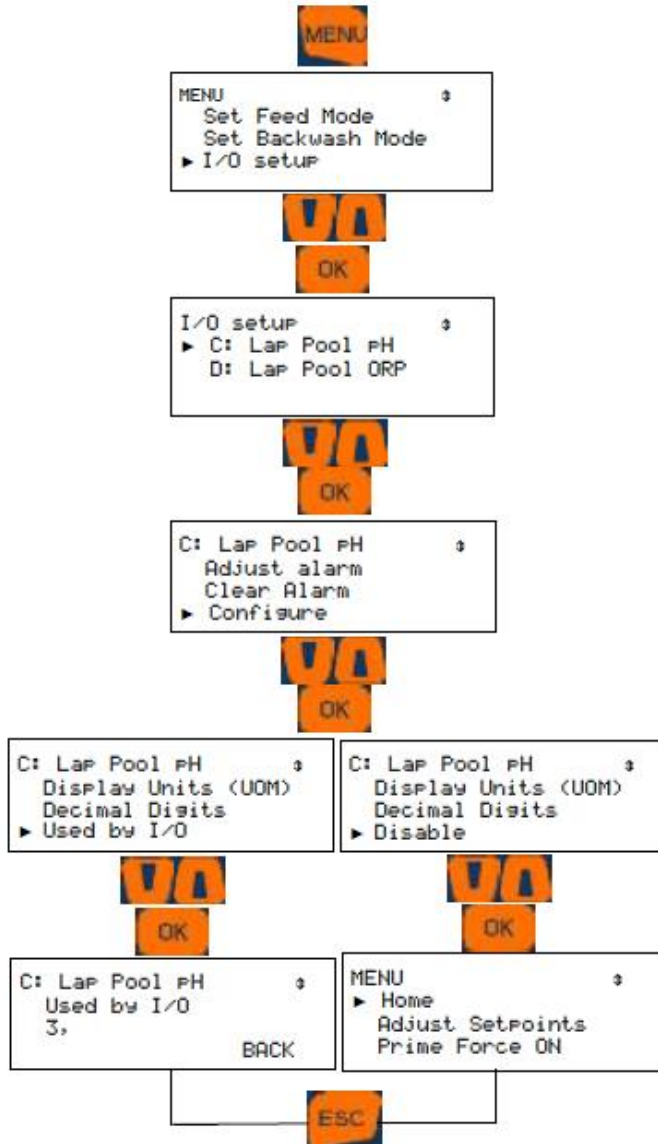 MENU
MENU
Set Feed Mode
Set Backwash Mode
► I/O setup
OK
I/O setup
► C: Lap Pool pH
D: Lap Pool ORP
OK
C: Lap Pool pH
Adjust alarm
Clear Alarm
► Configure
OK
C: Lap Pool pH
Display Units (UOM)
Decimal Digits
► Used by I/O
OK
C: Lap Pool pH
Used by I/O
3,
BACK
C: Lap Pool pH
Display Units (UOM)
Decimal Digits
► Disable
OK
MENU
► Home
Adjust Setpoints
Prime Force ON
ESC